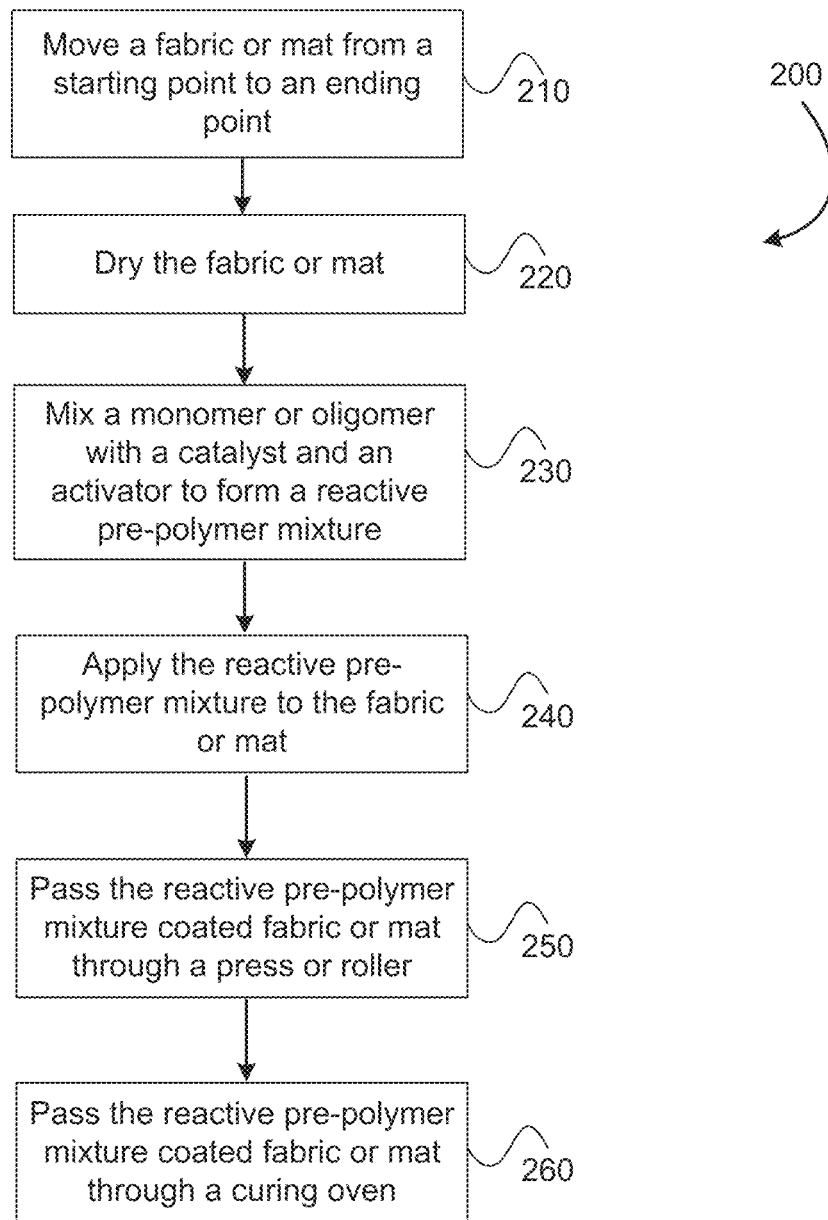 Move a fabric or mat from a
starting point to an ending
point
210
200
Dry the fabric or mat
220
Mix a monomer or oligomer
with a catalyst and an
activator to form a reactive
pre-polymer mixture
230
Apply the reactive pre-
polymer mixture to the fabric
or mat
240
Pass the reactive pre-polymer
mixture coated fabric or mat
through a press or roller
250
Pass the reactive pre-polymer
mixture coated fabric or mat
through a curing oven
260